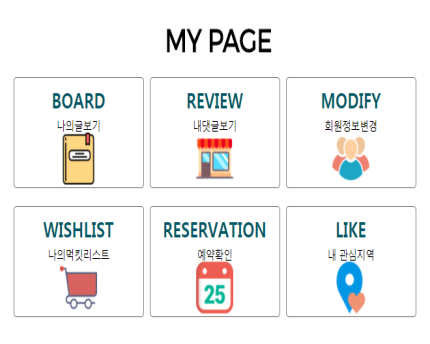 MY PAGE
BOARD
나의글보기
REVIEW
내댓글보기
MODIFY
회원정보변경
WISHLIST
나의먹킷리스트
RESERVATION
예약확인
25
LIKE
내 관심지역